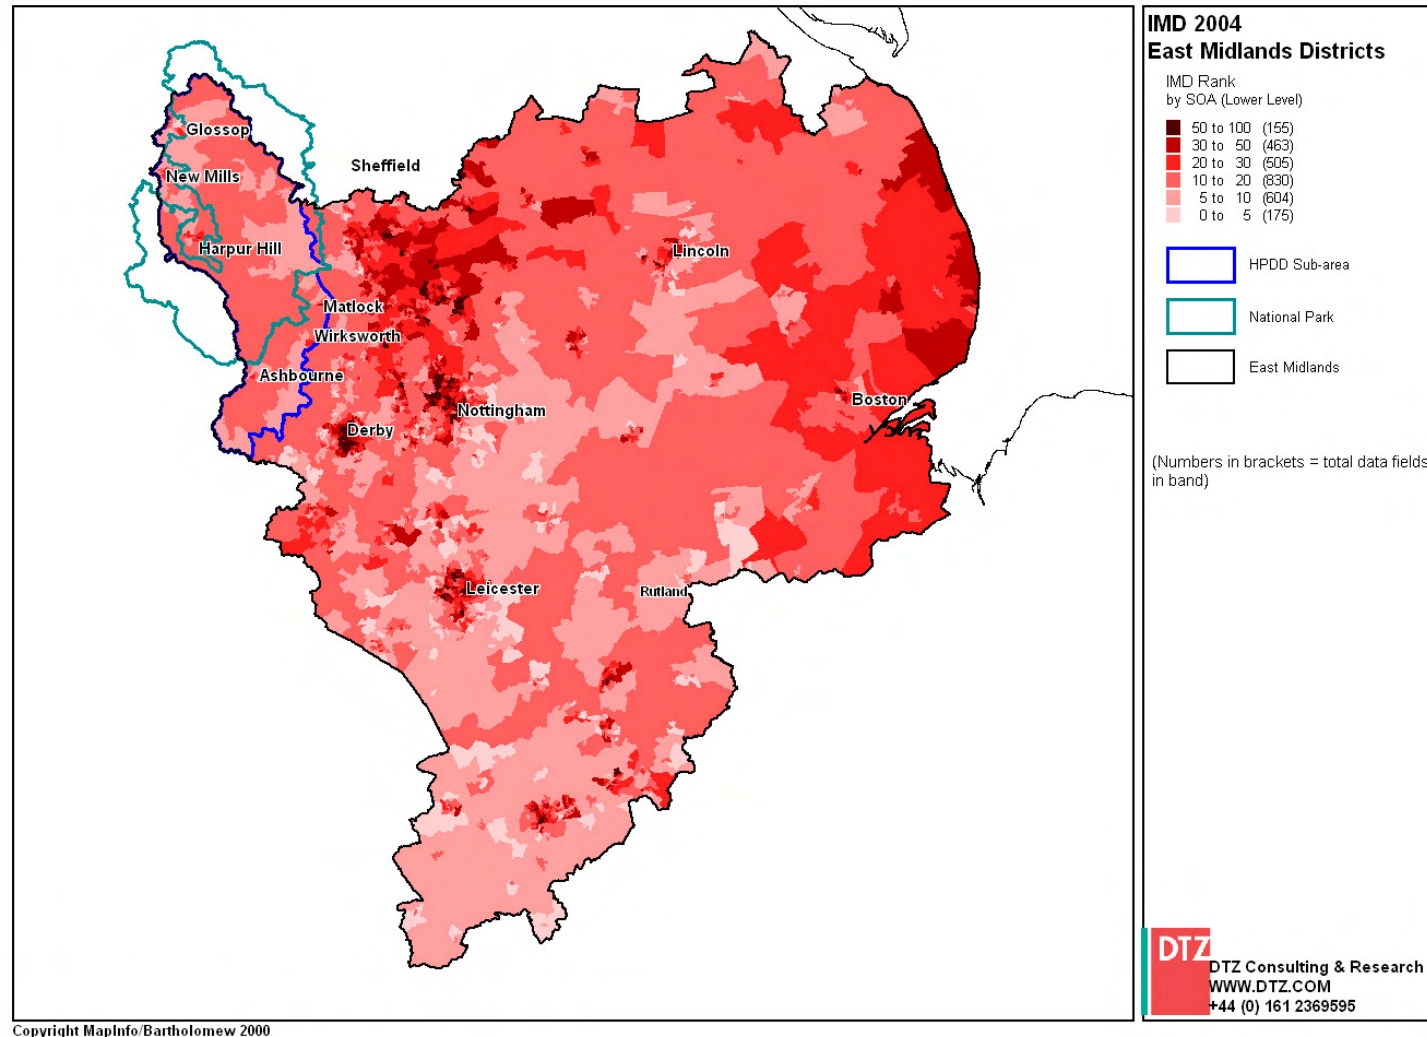 IMD 2004
East Midlands Districts
IMD Rank
by SOA (Lower Level)
50 to 100 (155)
30 to 50 (463)
20 to 30 (505)
10 to 20 (830)
5 to 10 (604)
0 to 5 (175)
HPDD Sub-area
National Park
East Midlands
(Numbers in brackets = total data fields
in band)
Glossop
Sheffield
New Mills
Harpur Hill
Lincoln
Matlock
Wirksworth
Ashbourne
Boston
Nottingham
Derby
Leicester
Rutland
DTZ
DTZ Consulting & Research
WWW.DTZ.COM
+44 (0) 161 2369595
Copyright MapInfo/Bartholomew 2000